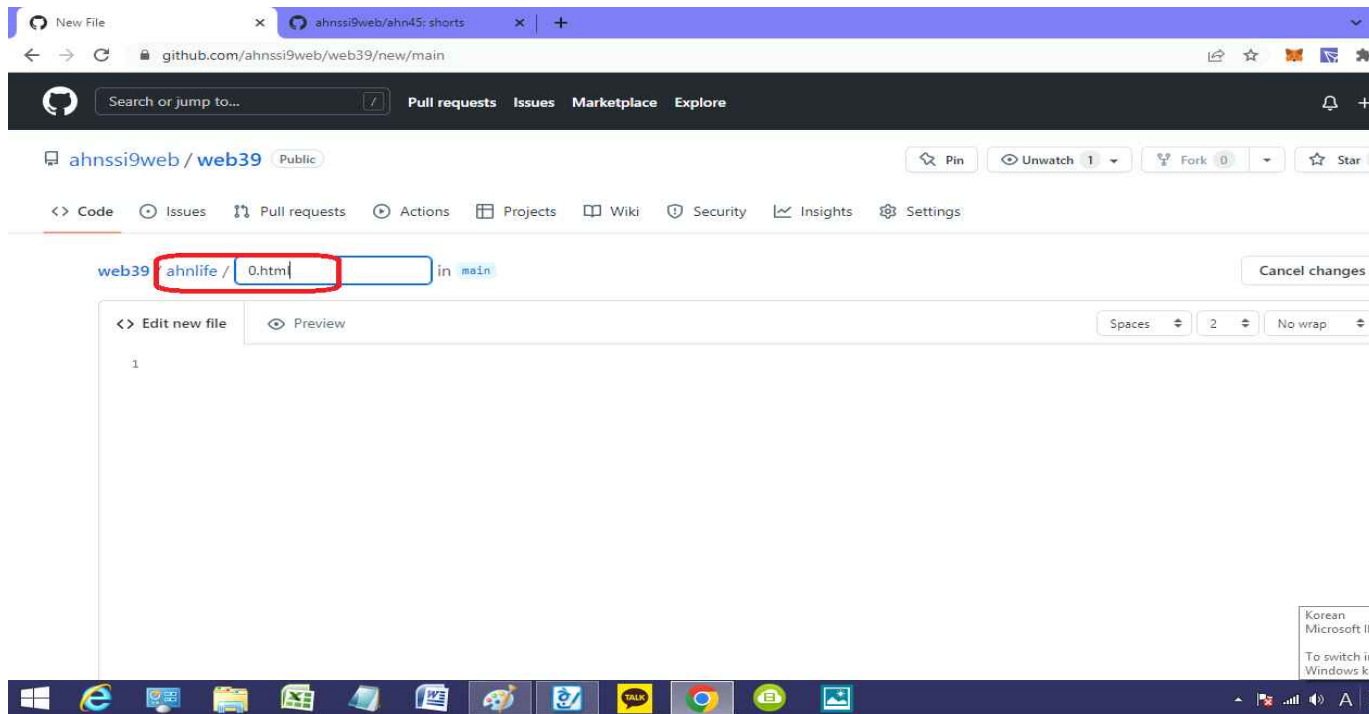 New File
ahnssi9web/ahn45: shorts
github.com/ahnssi9web/web39/new/main
Search or jump to... /
Pull requests Issues Marketplace Explore
ahnssi9web / web39 Public
Pin Unwatch 1 Fork 0 Star
<> Code Issues Pull requests Actions Projects Wiki Security Insights Settings
web39 / ahnlife / 0.html in main
Cancel changes
<> Edit new file Preview
Spaces 2 No wrap
1
Korean
Microsoft I
To switch i
Windows k
TALK
A